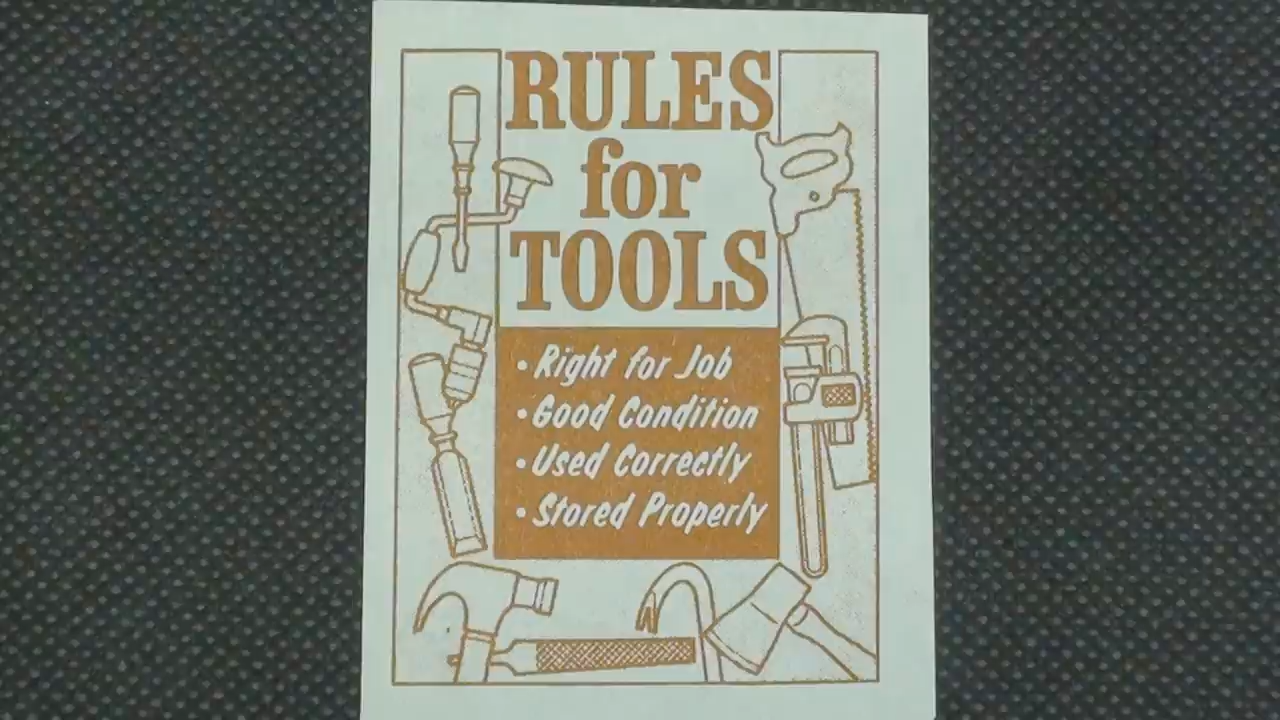 RULES
for
TOOLS
• Right for Job
• Good Condition
• Used Correctly
• Stored Properly